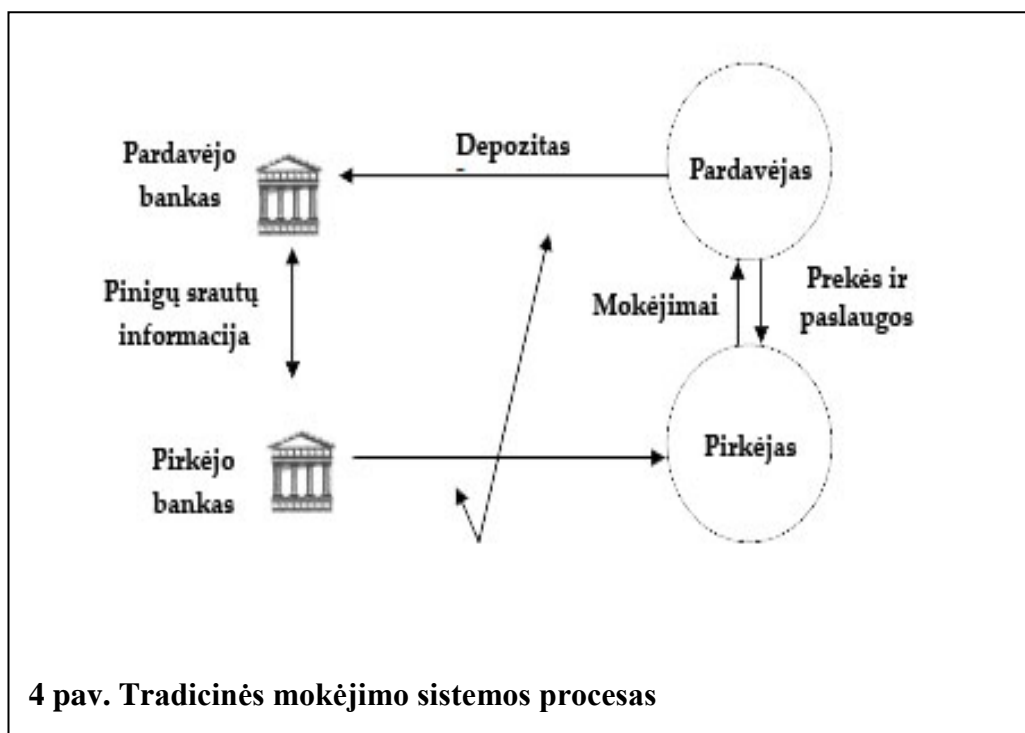 Depozitas
Pardavėjo
bankas
Pardavėjas
Pinigų srautų
informacija
Mokėjimai
Prekės ir
paslaugos
Pirkėjo
bankas
Pirkėjas
4 pav. Tradicinės mokėjimo sistemos procesas